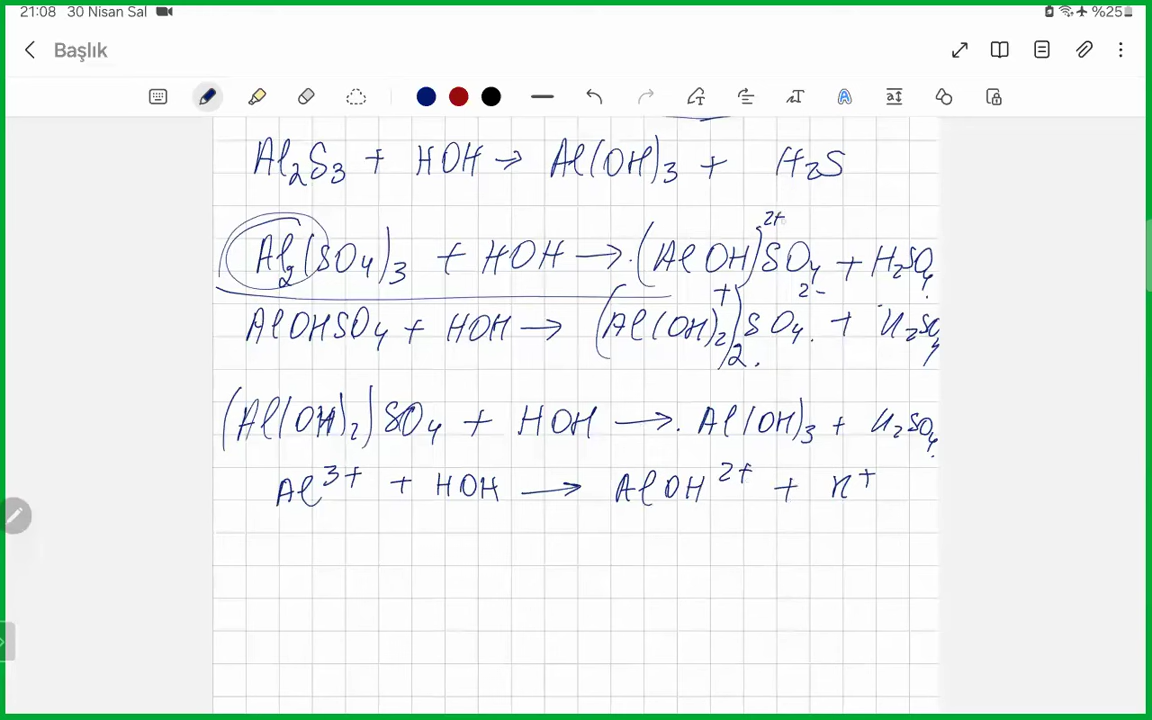 21:08 30 Nisan Sal %25
Başlık
Al₂S₃ + HOH → Al(OH)₃ + H₂S
Al₂(SO₄)₃ + HOH → (AlOH)²⁺SO₄²⁻ + H₂SO₄
AlOHSO₄ + HOH → (Al(OH)₂)⁺₂SO₄ + H₂SO₄
(Al(OH)₂)SO₄ + HOH → Al(OH)₃ + H₂SO₄
Al³⁺ + HOH → AlOH²⁺ + H⁺